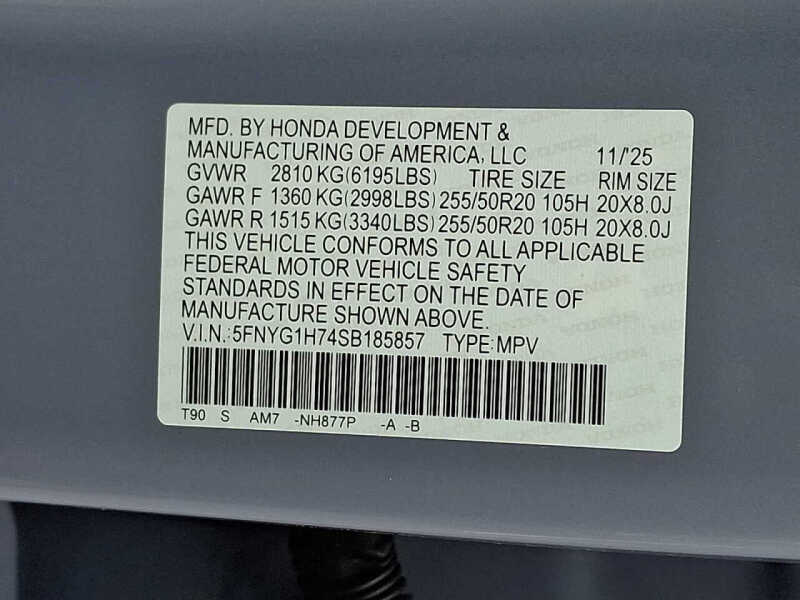 MFD. BY HONDA DEVELOPMENT &
MANUFACTURING OF AMERICA, LLC 11/'25
GVWR 2810 KG(6195LBS) TIRE SIZE RIM SIZE
GAWR F 1360 KG(2998LBS) 255/50R20 105H 20X8.0J
GAWR R 1515 KG(3340LBS) 255/50R20 105H 20X8.0J
THIS VEHICLE CONFORMS TO ALL APPLICABLE
FEDERAL MOTOR VEHICLE SAFETY
STANDARDS IN EFFECT ON THE DATE OF
MANUFACTURE SHOWN ABOVE.
V.I.N.:5FNYG1H74SB185857 TYPE:MPV
T90 S AM7 -NH877P -A -B